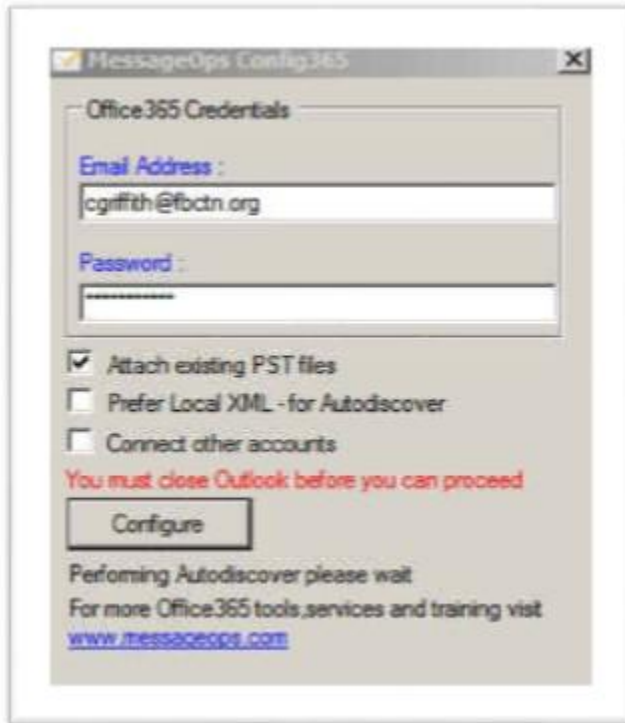 MessageOps Config365
Office365 Credentials
Email Address :
cgriffith@fbctn.org
Password :
Attach existing PST files
Prefer Local XML - for Autodiscover
Connect other accounts
You must close Outlook before you can proceed
Configure
Performing Autodiscover please wait
For more Office365 tools,services and training visit
www.messageops.com